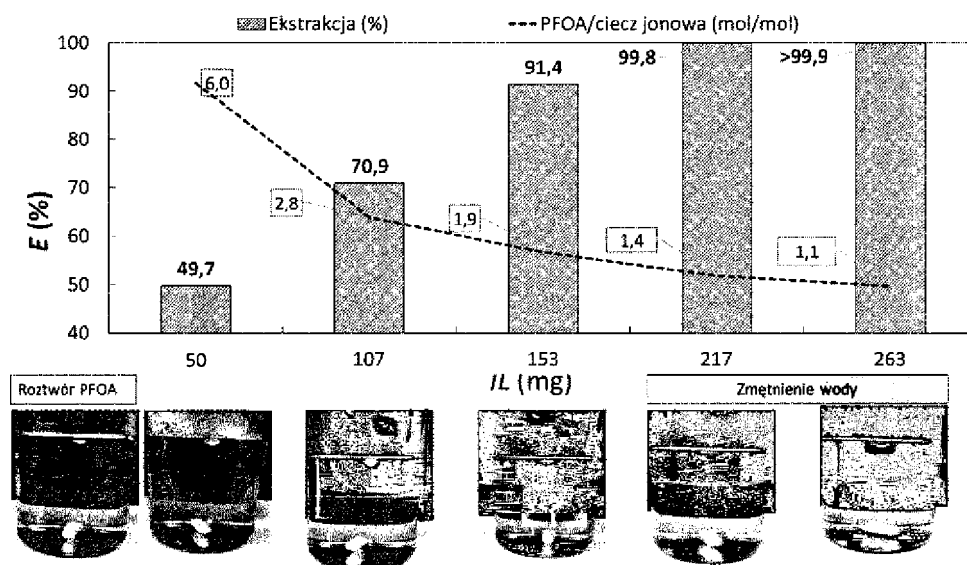 Ekstrakcja (%) PFOA/ciecz jonowa (mol/mol)
100
90
80
70
60
50
40
E (%)
49,7
70,9
91,4
99,8
>99,9
6,0
2,8
1,9
1,4
1,1
50 107 153 217 263
IL (mg)
Roztwór PFOA
Zmętnienie wody